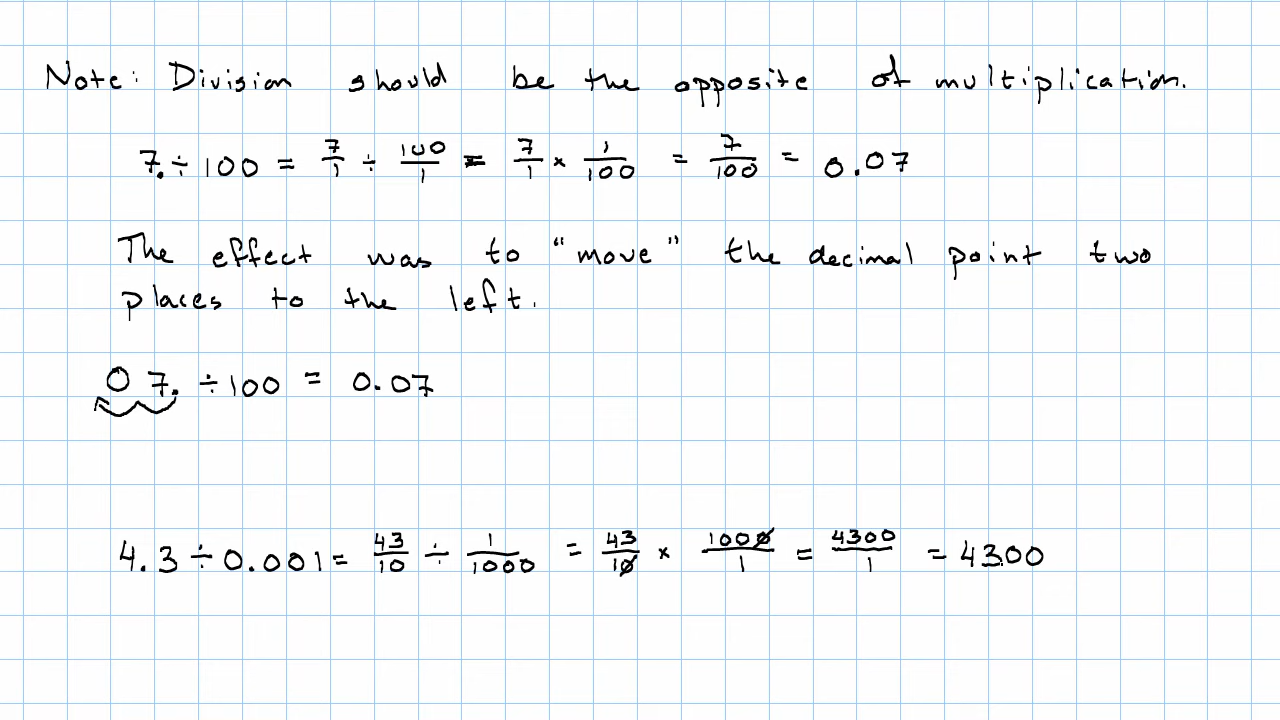 Note: Division should be the opposite of multiplication.
7. ÷ 100 = 7/1 ÷ 100/1 = 7/1 × 1/100 = 7/100 = 0.07
The effect was to "move" the decimal point two
places to the left.
0 7. ÷ 100 = 0.07
4.3 ÷ 0.001 = 43/10 ÷ 1/1000 = 43/10 × 1000/1 = 4300/1 = 4300